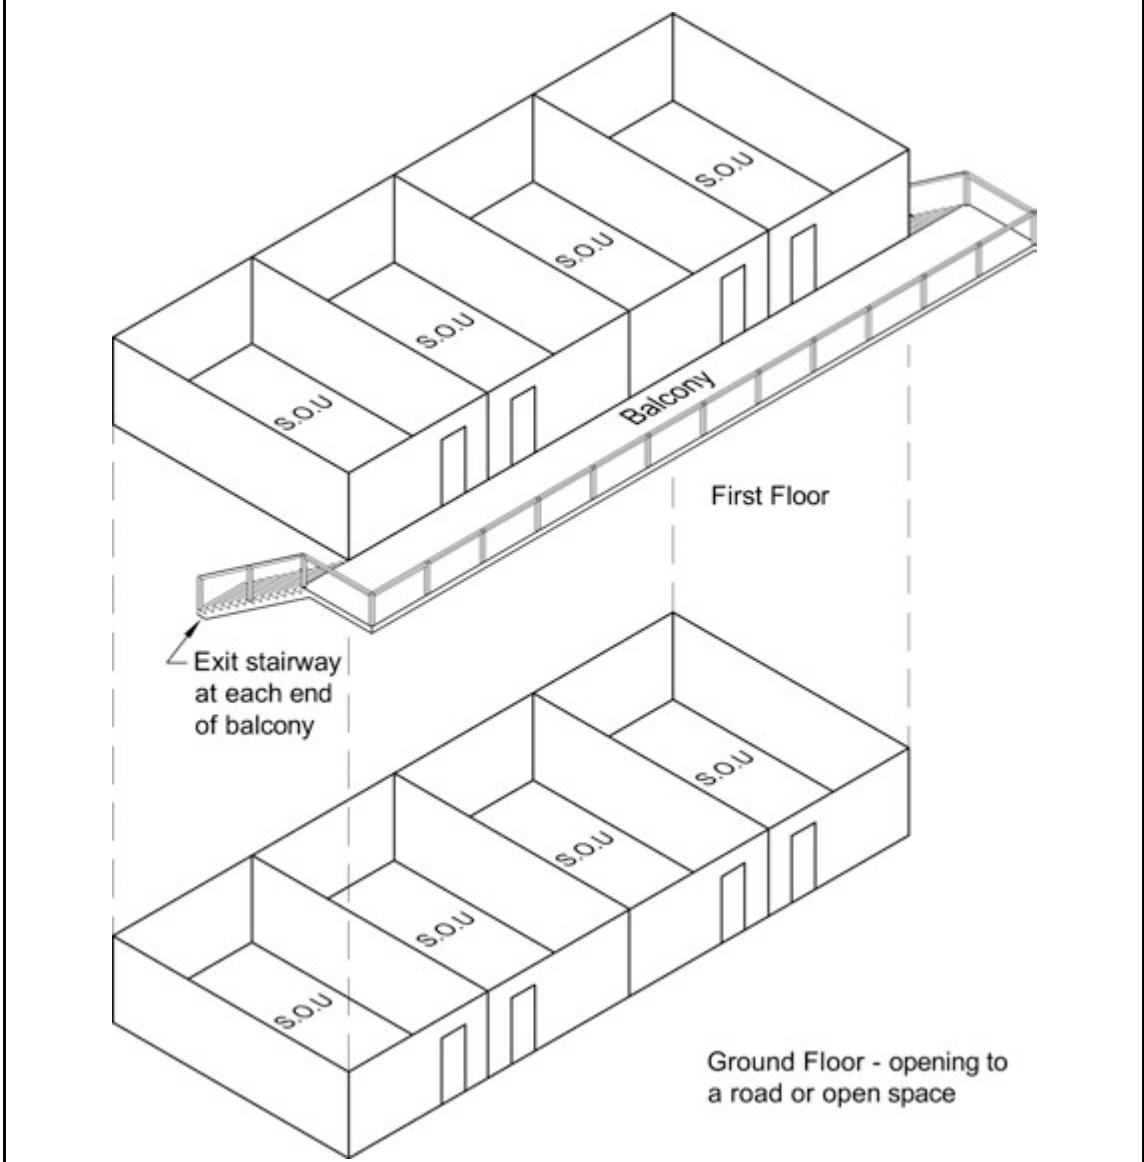 S.O.U
S.O.U
S.O.U
S.O.U
Balcony
First Floor
Exit stairway
at each end
of balcony
S.O.U
S.O.U
S.O.U
S.O.U
Ground Floor - opening to
a road or open space